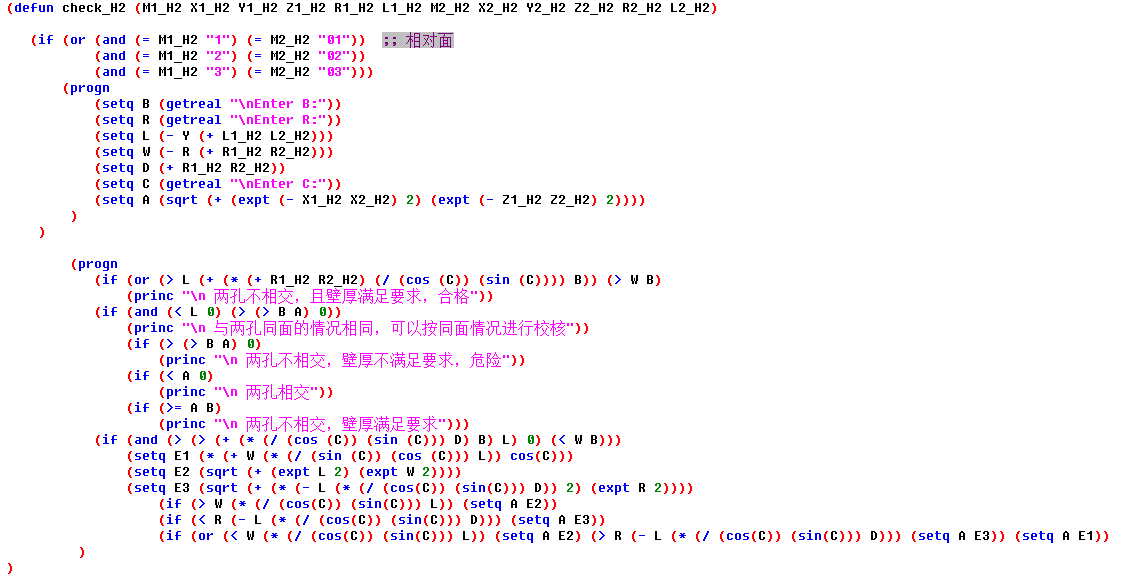 (defun check_H2 (M1_H2 X1_H2 Y1_H2 Z1_H2 R1_H2 L1_H2 M2_H2 X2_H2 Y2_H2 Z2_H2 R2_H2 L2_H2)
(if (or (and (= M1_H2 "1") (= M2_H2 "01")) ;; 相对面
(and (= M1_H2 "2") (= M2_H2 "02"))
(and (= M1_H2 "3") (= M2_H2 "03")))
(progn
(setq B (getreal "\nEnter B:"))
(setq R (getreal "\nEnter R:"))
(setq L (- Y (+ L1_H2 L2_H2)))
(setq W (- R (+ R1_H2 R2_H2)))
(setq D (+ R1_H2 R2_H2))
(setq C (getreal "\nEnter C:"))
(setq A (sqrt (+ (expt (- X1_H2 X2_H2) 2) (expt (- Z1_H2 Z2_H2) 2))))
)
)
(progn
(if (or (> L (+ (* (+ R1_H2 R2_H2) (/ (cos (C)) (sin (C)))) B)) (> W B)
(princ "\n 两孔不相交，且壁厚满足要求，合格"))
(if (and (< L 0) (> (> B A) 0))
(princ "\n 与两孔同面的情况相同，可以按同面情况进行校核"))
(if (> (> B A) 0)
(princ "\n 两孔不相交，壁厚不满足要求，危险"))
(if (< A 0)
(princ "\n 两孔相交"))
(if (>= A B)
(princ "\n 两孔不相交，壁厚满足要求")))
(if (and (> (> (+ (* (/ (cos (C)) (sin (C))) D) B) L) 0) (< W B)))
(setq E1 (* (+ W (* (/ (sin (C)) (cos (C))) L)) cos(C)))
(setq E2 (sqrt (+ (expt L 2) (expt W 2))))
(setq E3 (sqrt (+ (* (- L (* (/ (cos(C)) (sin(C))) D)) 2) (expt R 2))))
(if (> W (* (/ (cos(C)) (sin(C))) L)) (setq A E2))
(if (< R (- L (* (/ (cos(C)) (sin(C))) D))) (setq A E3))
(if (or (< W (* (/ (cos(C)) (sin(C))) L)) (setq A E2) (> R (- L (* (/ (cos(C)) (sin(C))) D))) (setq A E3)) (setq A E1))
)
)